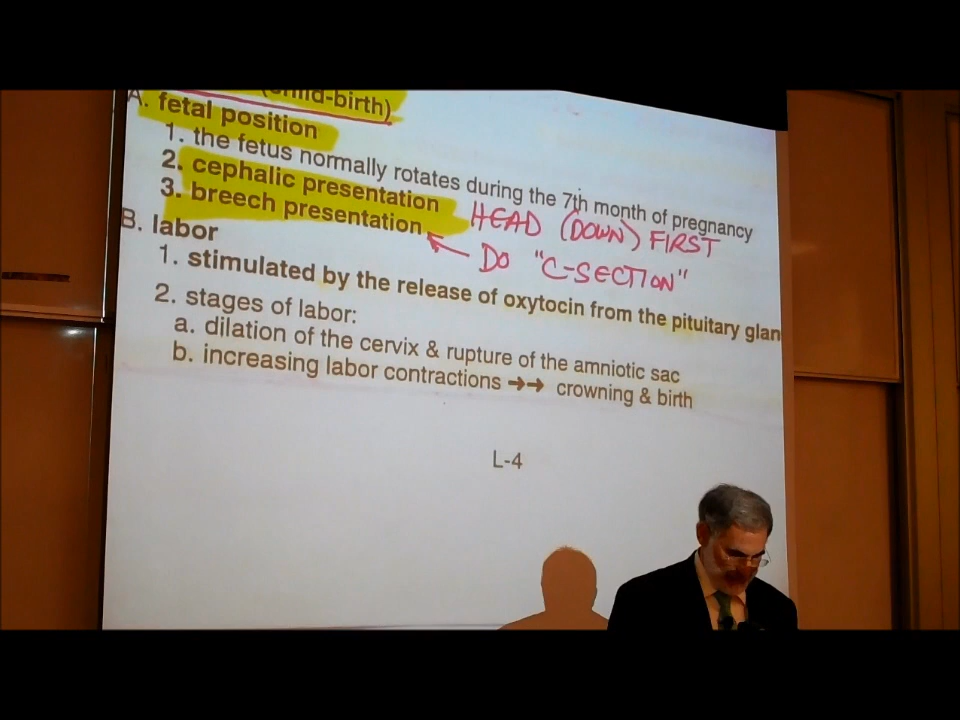 (child-birth)
A. fetal position
1. the fetus normally rotates during the 7th month of pregnancy
2. cephalic presentation HEAD (DOWN) FIRST
3. breech presentation Do "C-SECTION"
B. labor
1. stimulated by the release of oxytocin from the pituitary glan
2. stages of labor:
a. dilation of the cervix & rupture of the amniotic sac
b. increasing labor contractions →→ crowning & birth
L-4